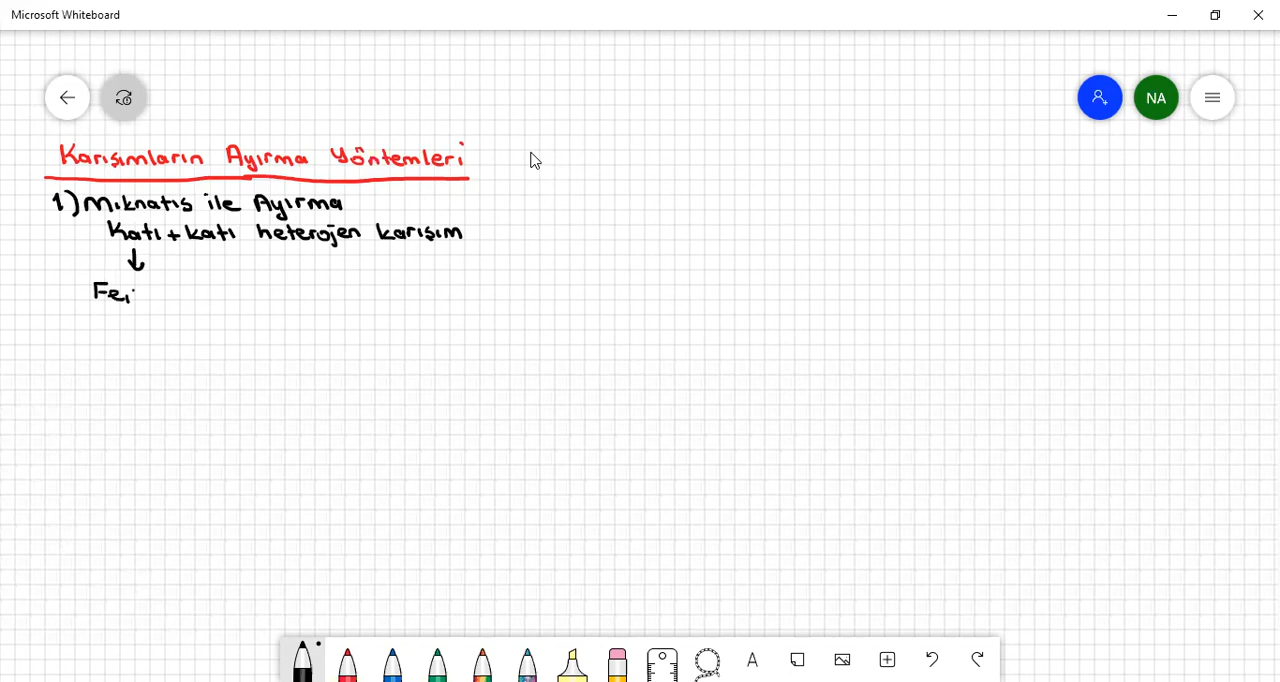 Microsoft Whiteboard
NA
Karışımların Ayırma Yöntemleri
1) Mıknatıs ile Ayırma
Katı + katı heterojen karışım
↓
Fe,
A